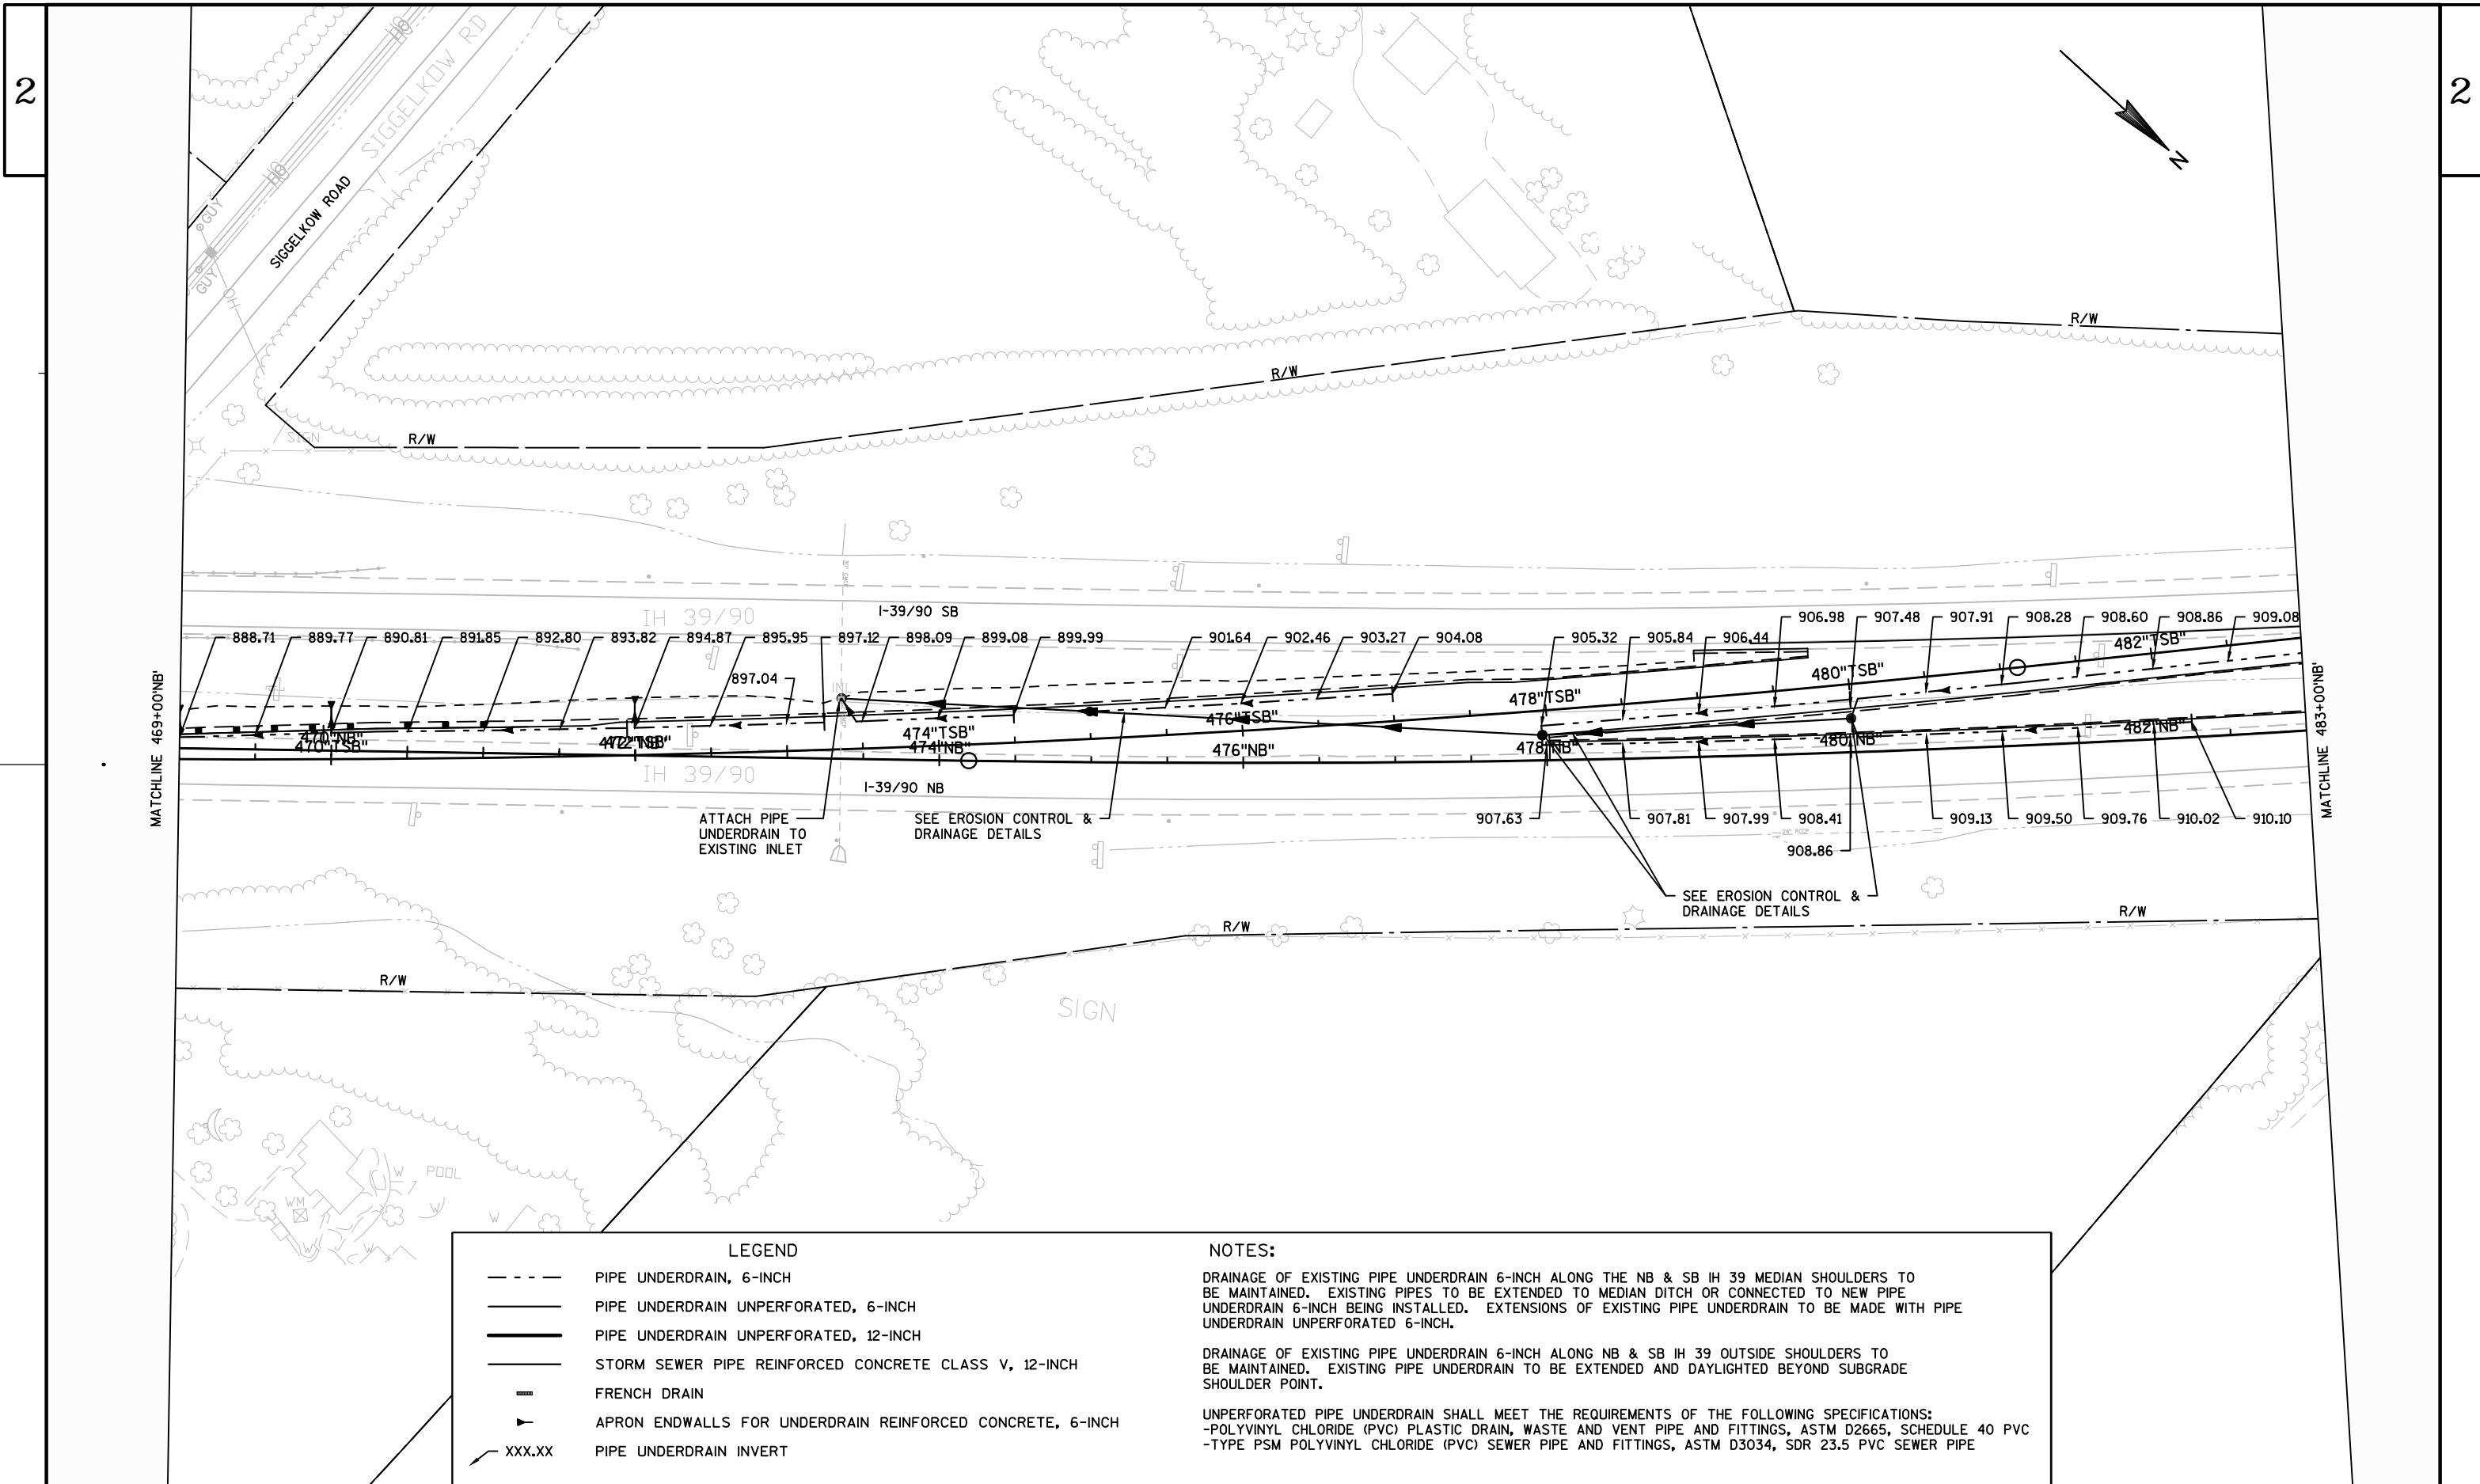 2
2
HO
SIGGELKOW RD
HO
SIGGELKOW ROAD
GUY
GUY
OH
W
N
R/W
R/W
R/W
SIGN
IH 39/90
I-39/90 SB
906.98
907.48
907.91
908.28
908.60
908.86
909.08
888.71
889.77
890.81
891.85
892.80
893.82
894.87
895.95
897.12
898.09
899.08
899.99
901.64
902.46
903.27
904.08
905.32
905.84
906.44
897.04
INL
482"TSB"
480"TSB"
478"TSB"
476"TSB"
474"TSB"
472"TSB"
470"TSB"
470"NB"
472"NB"
474"NB"
476"NB"
478"NB"
480"NB"
482"NB"
IH 39/90
I-39/90 NB
MATCHLINE 469+00'NB'
MATCHLINE 483+00'NB'
ATTACH PIPE
UNDERDRAIN TO
EXISTING INLET
SEE EROSION CONTROL &
DRAINAGE DETAILS
907.63
907.81
907.99
908.41
909.13
909.50
909.76
910.02
910.10
908.86
SEE EROSION CONTROL &
DRAINAGE DETAILS
R/W
R/W
R/W
SIGN
W
POOL
WM
W
W
W
W
LEGEND
PIPE UNDERDRAIN, 6-INCH
PIPE UNDERDRAIN UNPERFORATED, 6-INCH
PIPE UNDERDRAIN UNPERFORATED, 12-INCH
STORM SEWER PIPE REINFORCED CONCRETE CLASS V, 12-INCH
FRENCH DRAIN
APRON ENDWALLS FOR UNDERDRAIN REINFORCED CONCRETE, 6-INCH
XXX.XX PIPE UNDERDRAIN INVERT
NOTES:
DRAINAGE OF EXISTING PIPE UNDERDRAIN 6-INCH ALONG THE NB & SB IH 39 MEDIAN SHOULDERS TO
BE MAINTAINED. EXISTING PIPES TO BE EXTENDED TO MEDIAN DITCH OR CONNECTED TO NEW PIPE
UNDERDRAIN 6-INCH BEING INSTALLED. EXTENSIONS OF EXISTING PIPE UNDERDRAIN TO BE MADE WITH PIPE
UNDERDRAIN UNPERFORATED 6-INCH.
DRAINAGE OF EXISTING PIPE UNDERDRAIN 6-INCH ALONG NB & SB IH 39 OUTSIDE SHOULDERS TO
BE MAINTAINED. EXISTING PIPE UNDERDRAIN TO BE EXTENDED AND DAYLIGHTED BEYOND SUBGRADE
SHOULDER POINT.
UNPERFORATED PIPE UNDERDRAIN SHALL MEET THE REQUIREMENTS OF THE FOLLOWING SPECIFICATIONS:
-POLYVINYL CHLORIDE (PVC) PLASTIC DRAIN, WASTE AND VENT PIPE AND FITTINGS, ASTM D2665, SCHEDULE 40 PVC
-TYPE PSM POLYVINYL CHLORIDE (PVC) SEWER PIPE AND FITTINGS, ASTM D3034, SDR 23.5 PVC SEWER PIPE